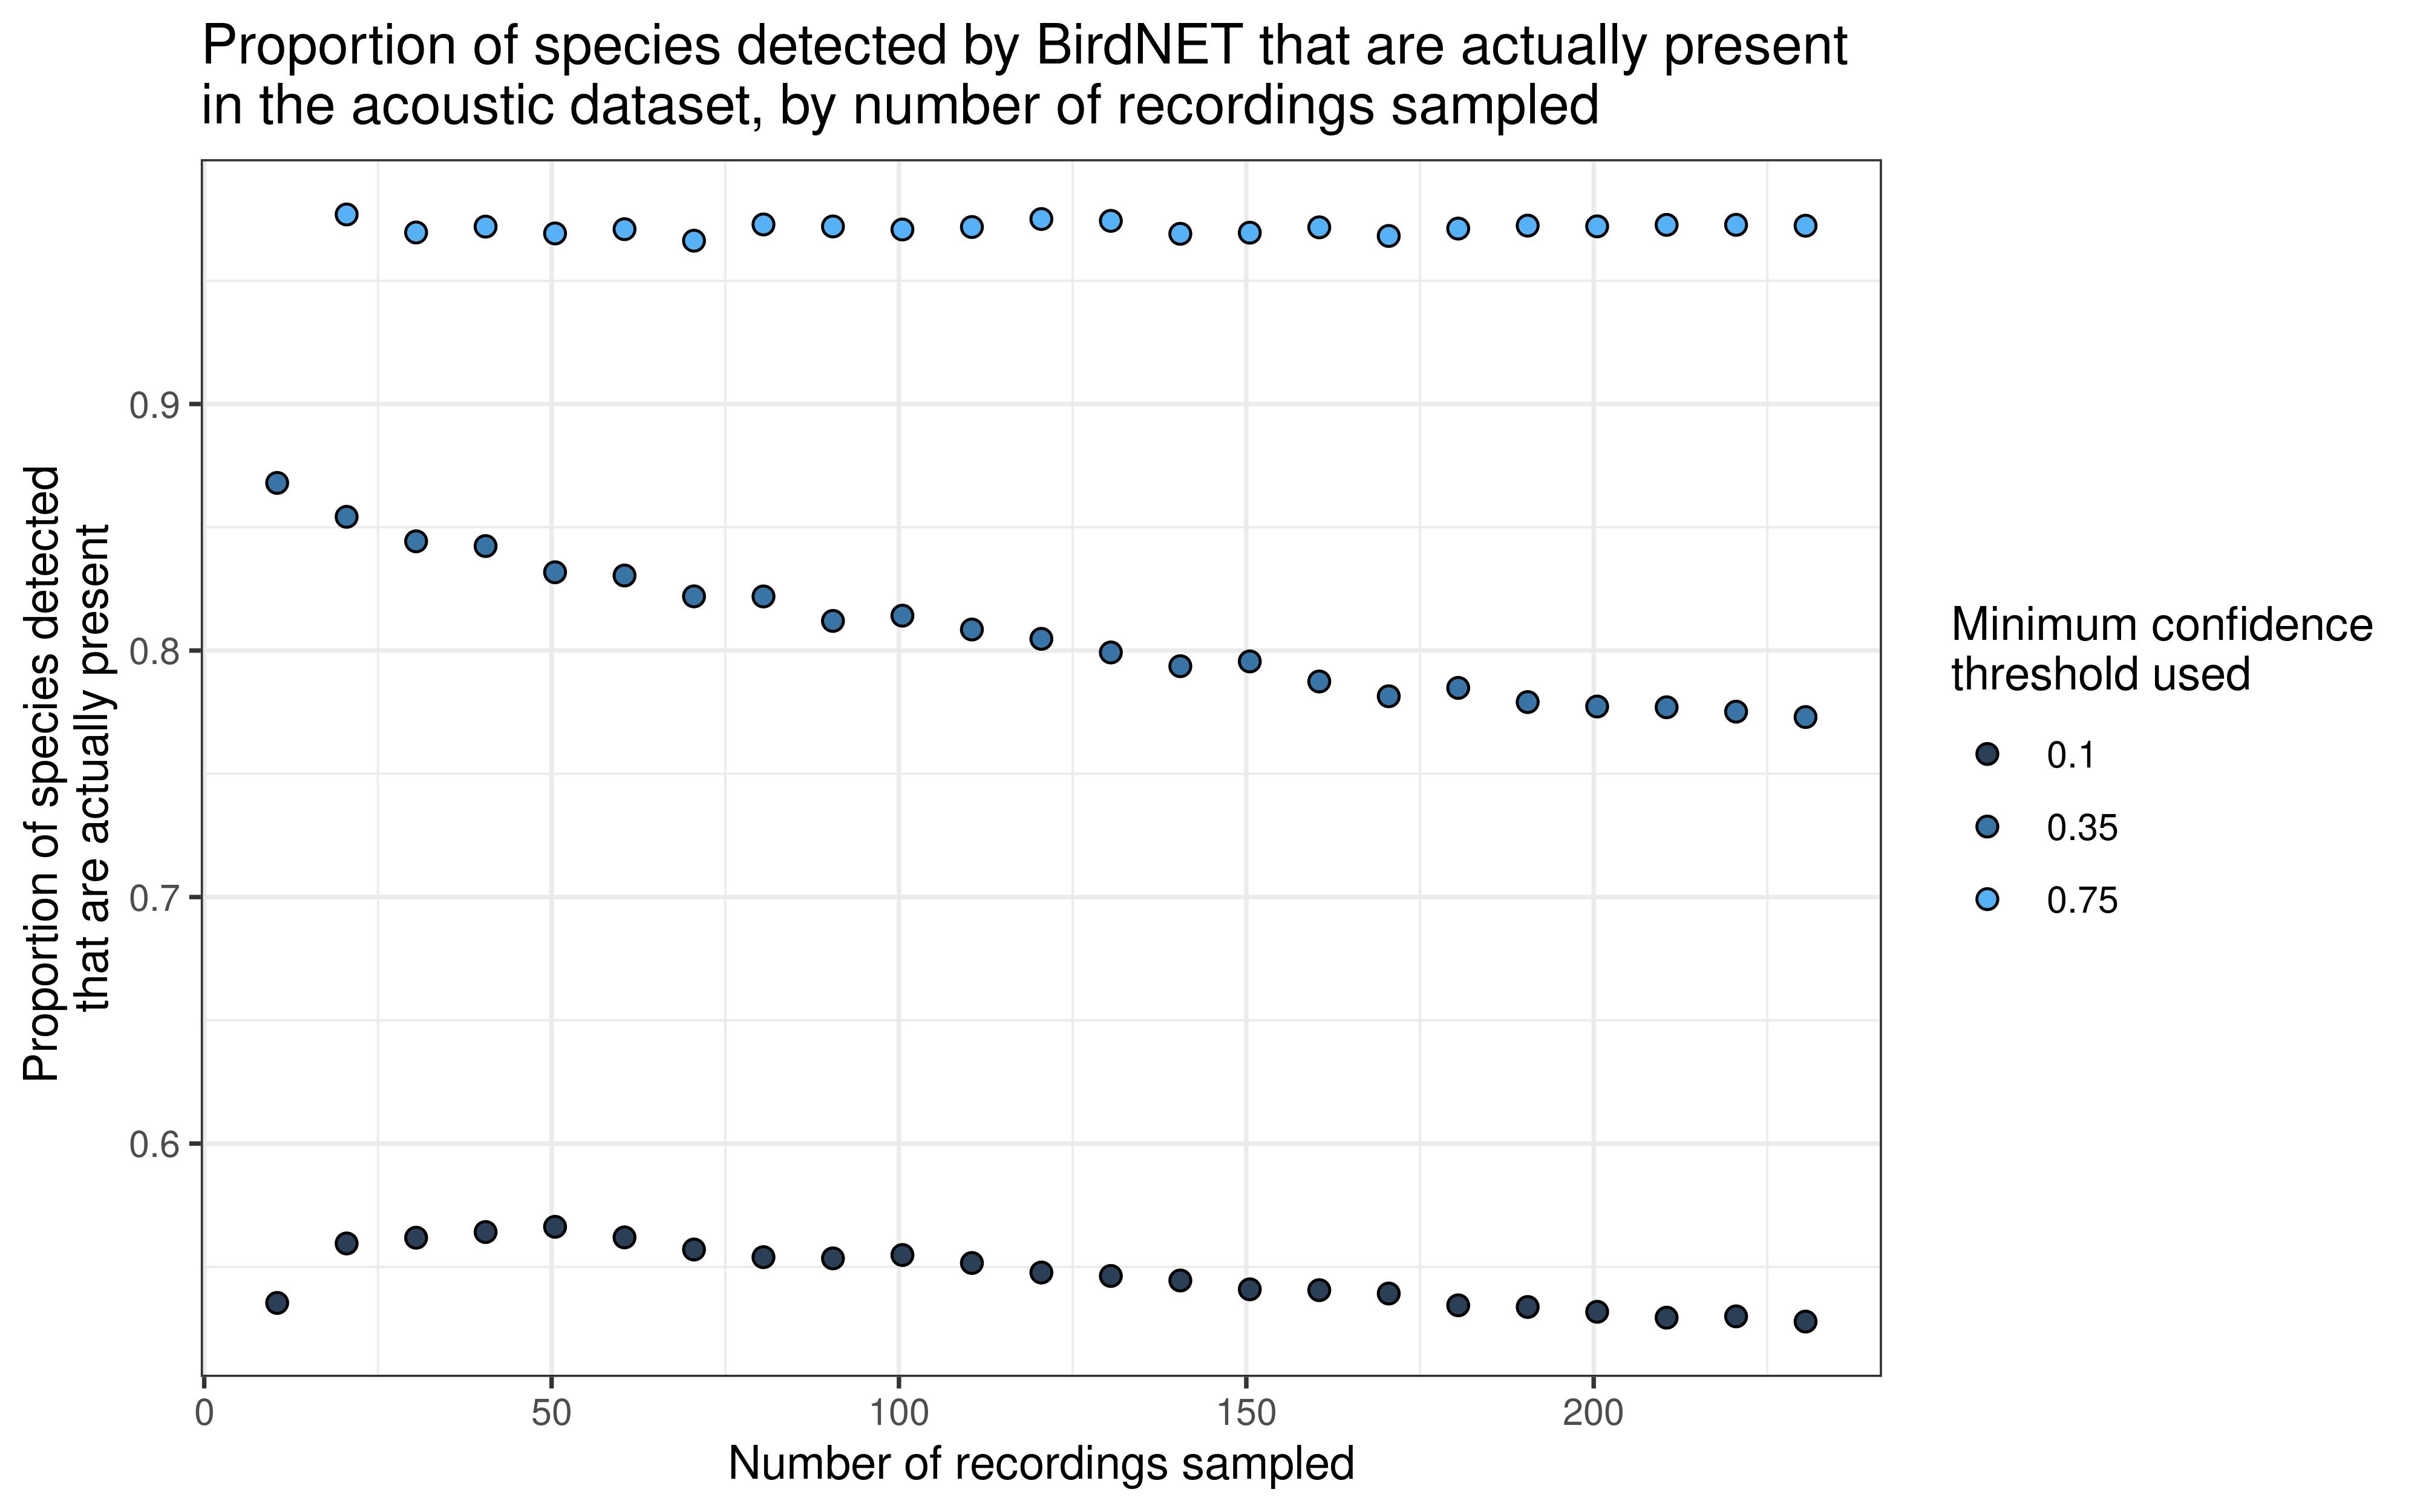 Proportion of species detected by BirdNET that are actually present
in the acoustic dataset, by number of recordings sampled
Proportion of species detected
that are actually present
0.9
0.8
0.7
0.6
0
50
100
150
200
Number of recordings sampled
Minimum confidence
threshold used
0.1
0.35
0.75